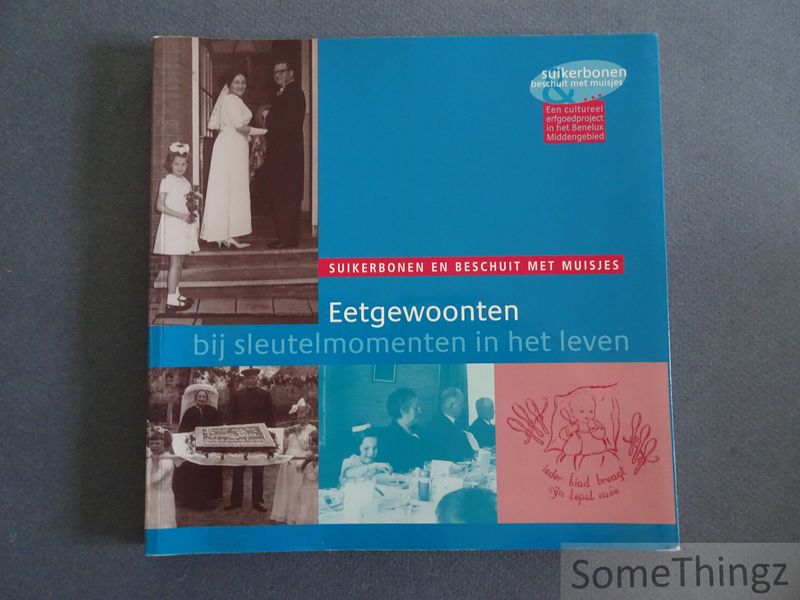 suikerbonen
beschuit met muisjes
& ...
Een cultureel
erfgoedproject
in het Benelux
Middengebied
SUIKERBONEN EN BESCHUIT MET MUISJES
Eetgewoonten
bij sleutelmomenten in het leven
ieder kind brengt
zijn lepel mee
SomeThingz